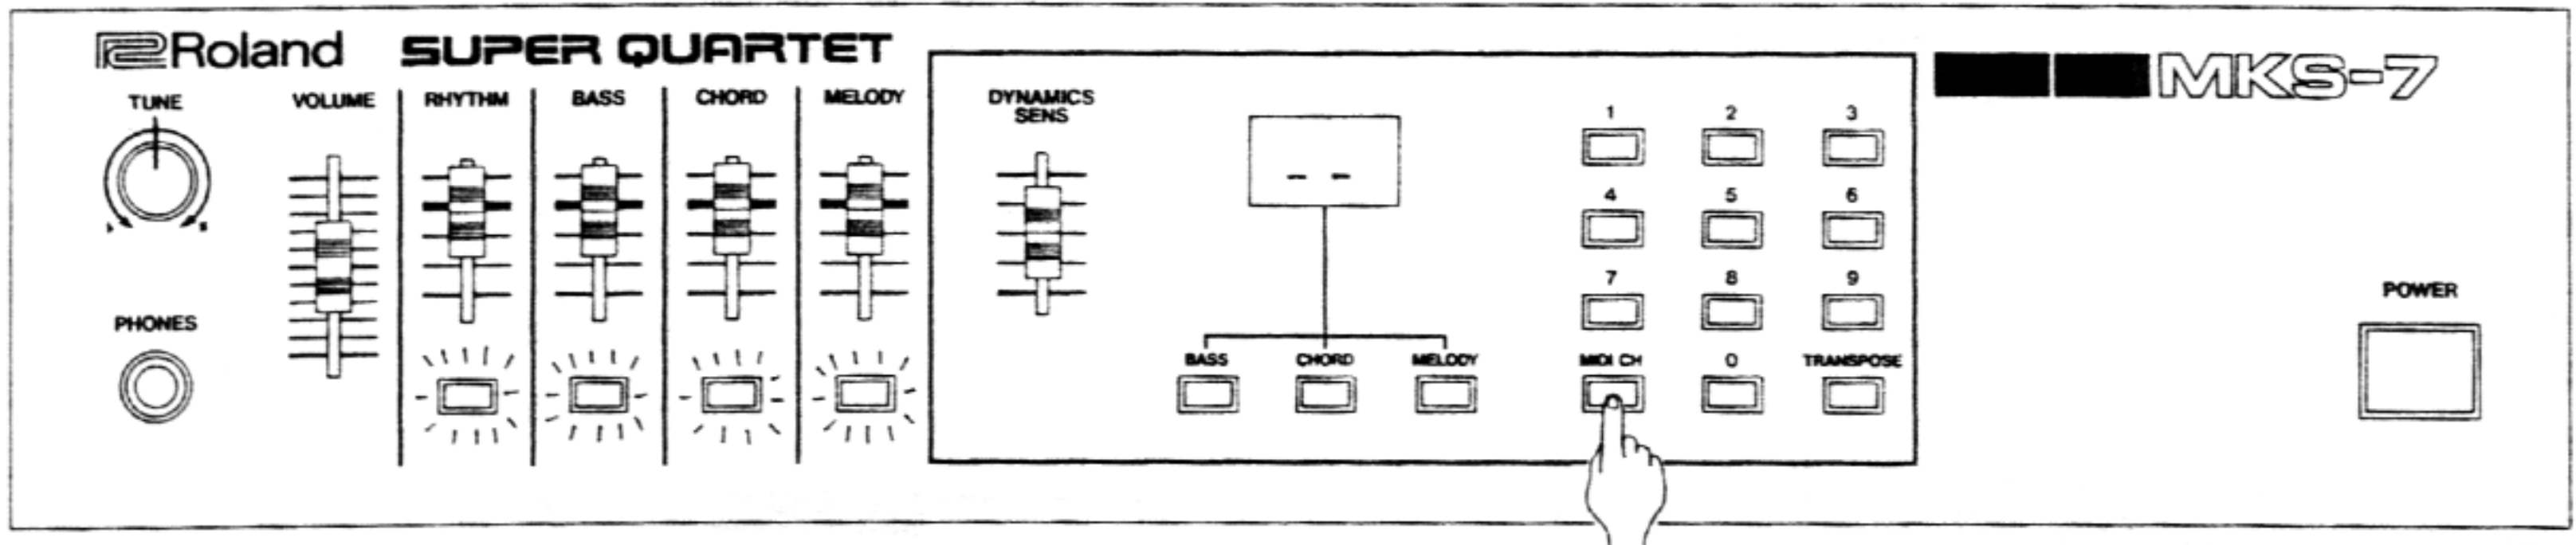 Roland SUPER QUARTET
MKS-7
TUNE
VOLUME
RHYTHM
BASS
CHORD
MELODY
DYNAMICS
SENS
PHONES
- -
BASS
CHORD
MELODY
1 2 3
4 5 6
7 8 9
MIDI CH 0 TRANSPOSE
POWER